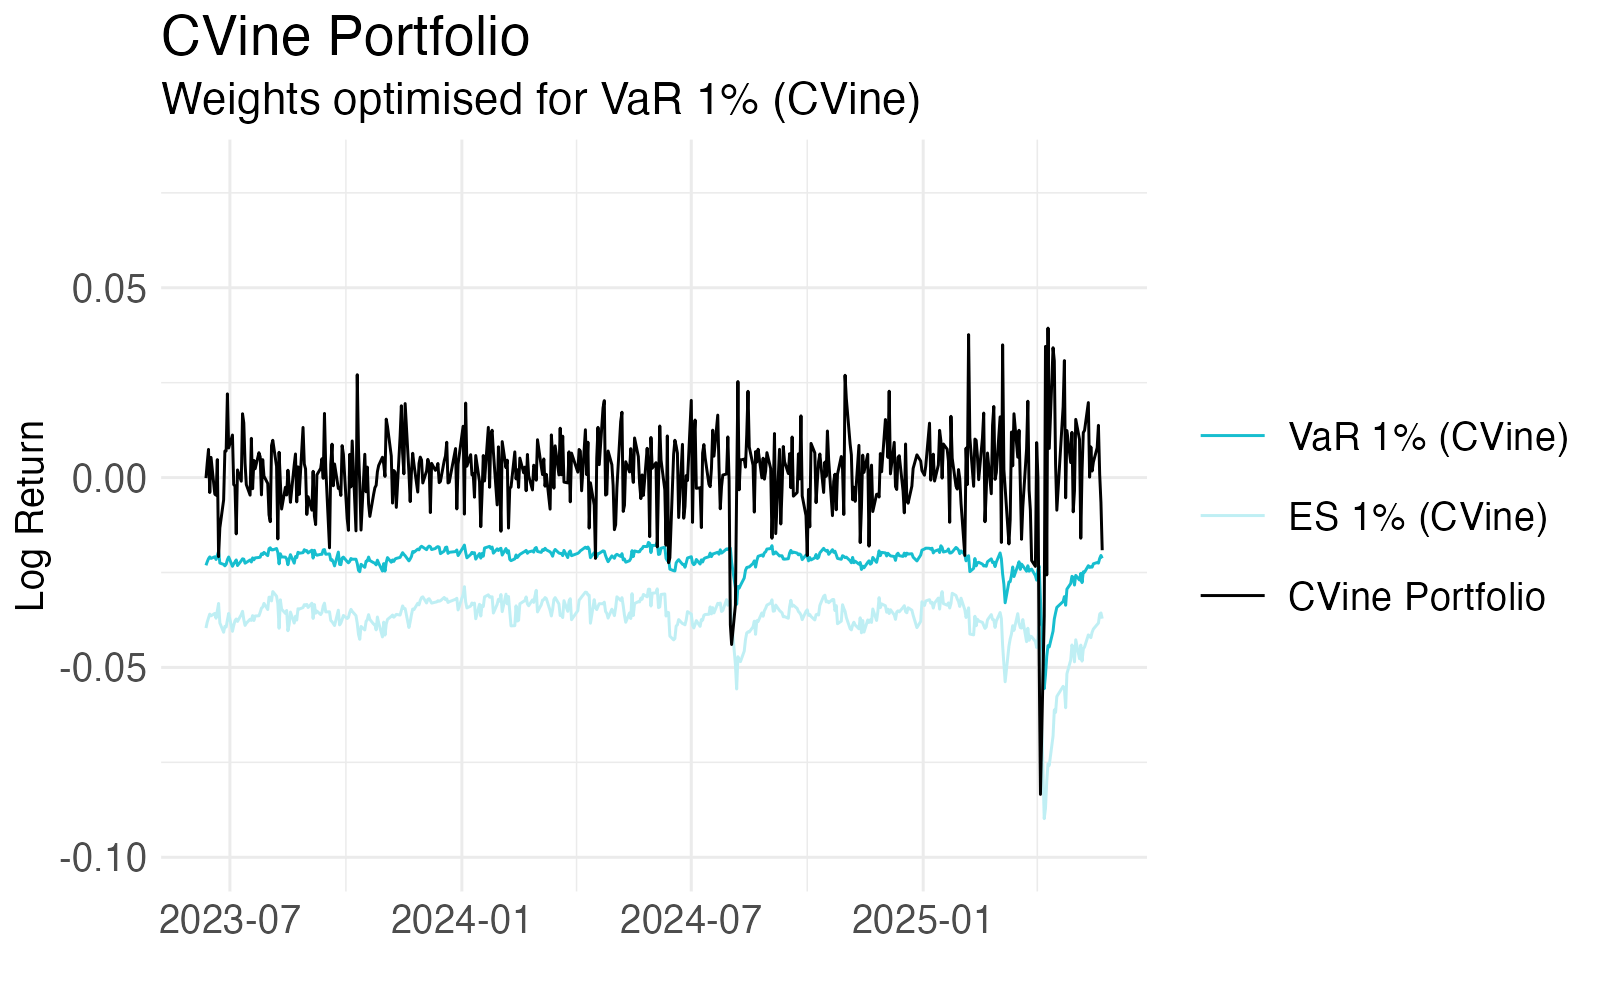 CVine Portfolio
Weights optimised for VaR 1% (CVine)
Log Return
0.05
0.00
-0.05
-0.10
2023-07
2024-01
2024-07
2025-01
VaR 1% (CVine)
ES 1% (CVine)
CVine Portfolio